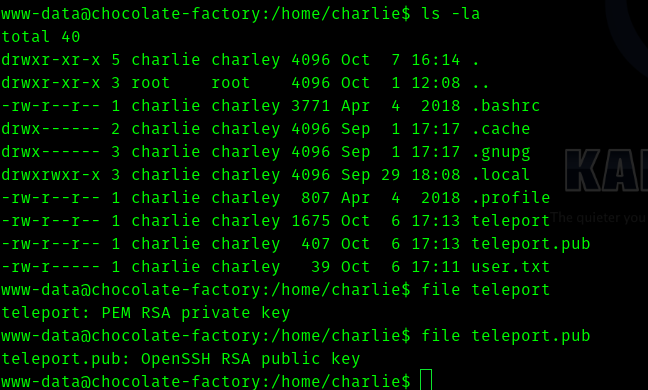 www-data@chocolate-factory:/home/charlie$ ls -la
total 40
drwxr-xr-x 5 charlie charley 4096 Oct  7 16:14 .
drwxr-xr-x 3 root    root    4096 Oct  1 12:08 ..
-rw-r--r-- 1 charlie charley 3771 Apr  4  2018 .bashrc
drwx------ 2 charlie charley 4096 Sep  1 17:17 .cache
drwx------ 3 charlie charley 4096 Sep  1 17:17 .gnupg
drwxrwxr-x 3 charlie charley 4096 Sep 29 18:08 .local
-rw-r--r-- 1 charlie charley  807 Apr  4  2018 .profile
-rw-r--r-- 1 charlie charley 1675 Oct  6 17:13 teleport
-rw-r--r-- 1 charlie charley  407 Oct  6 17:13 teleport.pub
-rw-r----- 1 charlie charley   39 Oct  6 17:11 user.txt
www-data@chocolate-factory:/home/charlie$ file teleport
teleport: PEM RSA private key
www-data@chocolate-factory:/home/charlie$ file teleport.pub
teleport.pub: OpenSSH RSA public key
www-data@chocolate-factory:/home/charlie$
The quieter you